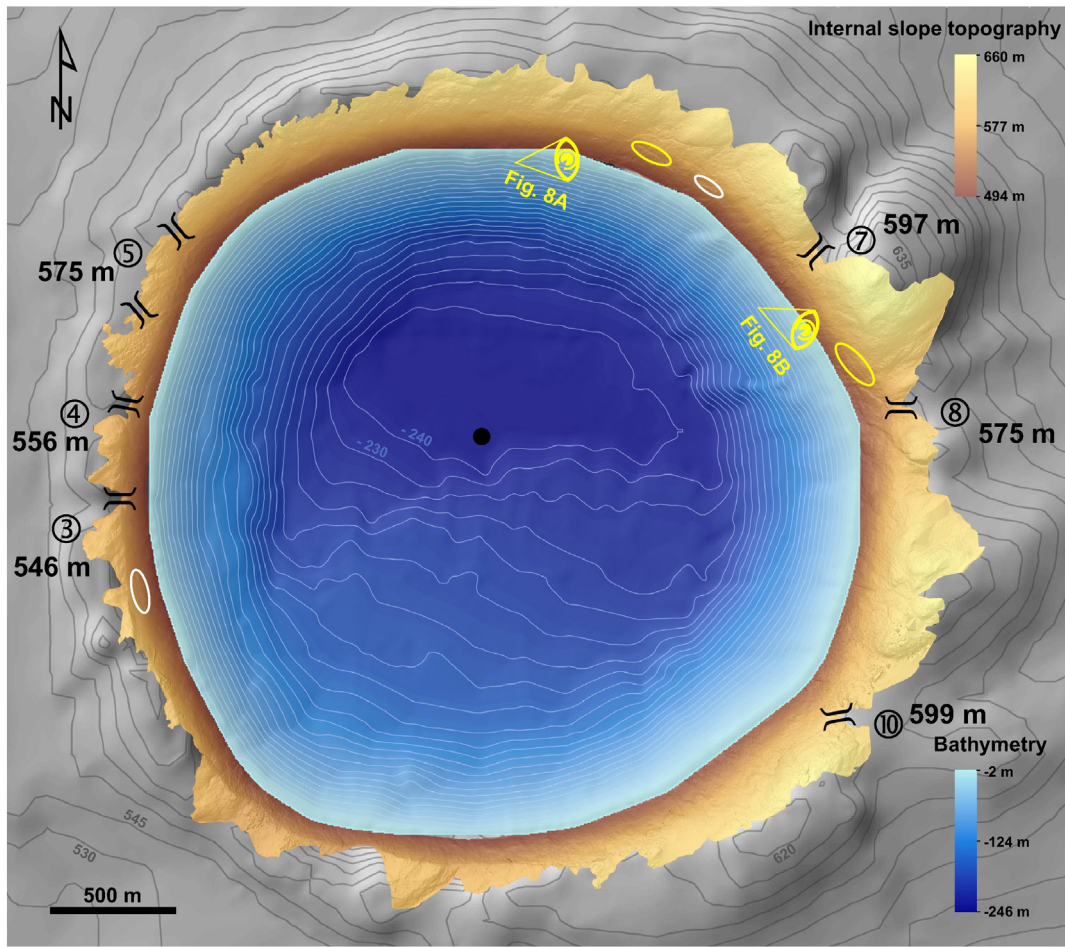 Internal slope topography
660 m
577 m
494 m
N
Fig. 8A
⑦ 597 m
635
⑤
575 m
Fig. 8B
④
556 m
⑧
575 m
- 240
- 230
③
546 m
⑩ 599 m
Bathymetry
-2 m
-124 m
-246 m
545
530
620
500 m